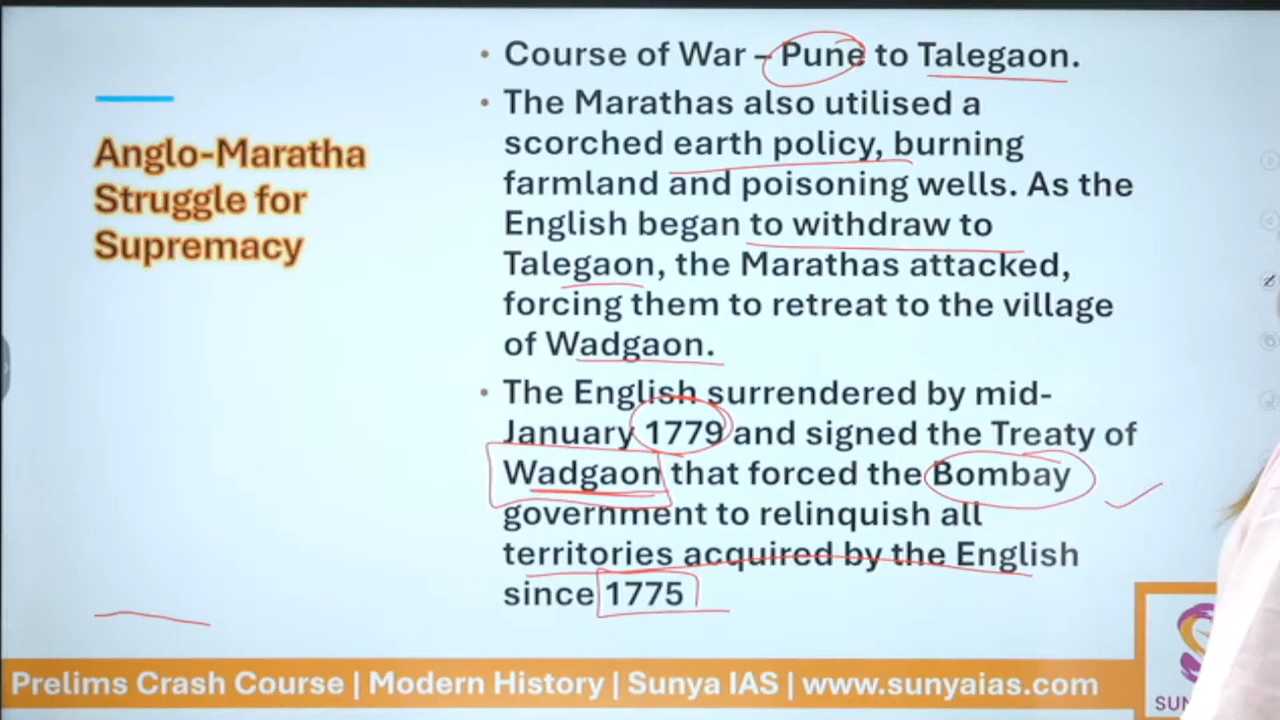 Anglo-Maratha
Struggle for
Supremacy
• Course of War – Pune to Talegaon.
• The Marathas also utilised a
scorched earth policy, burning
farmland and poisoning wells. As the
English began to withdraw to
Talegaon, the Marathas attacked,
forcing them to retreat to the village
of Wadgaon.
• The English surrendered by mid-
January 1779 and signed the Treaty of
Wadgaon that forced the Bombay
government to relinquish all
territories acquired by the English
since 1775
Prelims Crash Course | Modern History | Sunya IAS | www.sunyaias.com